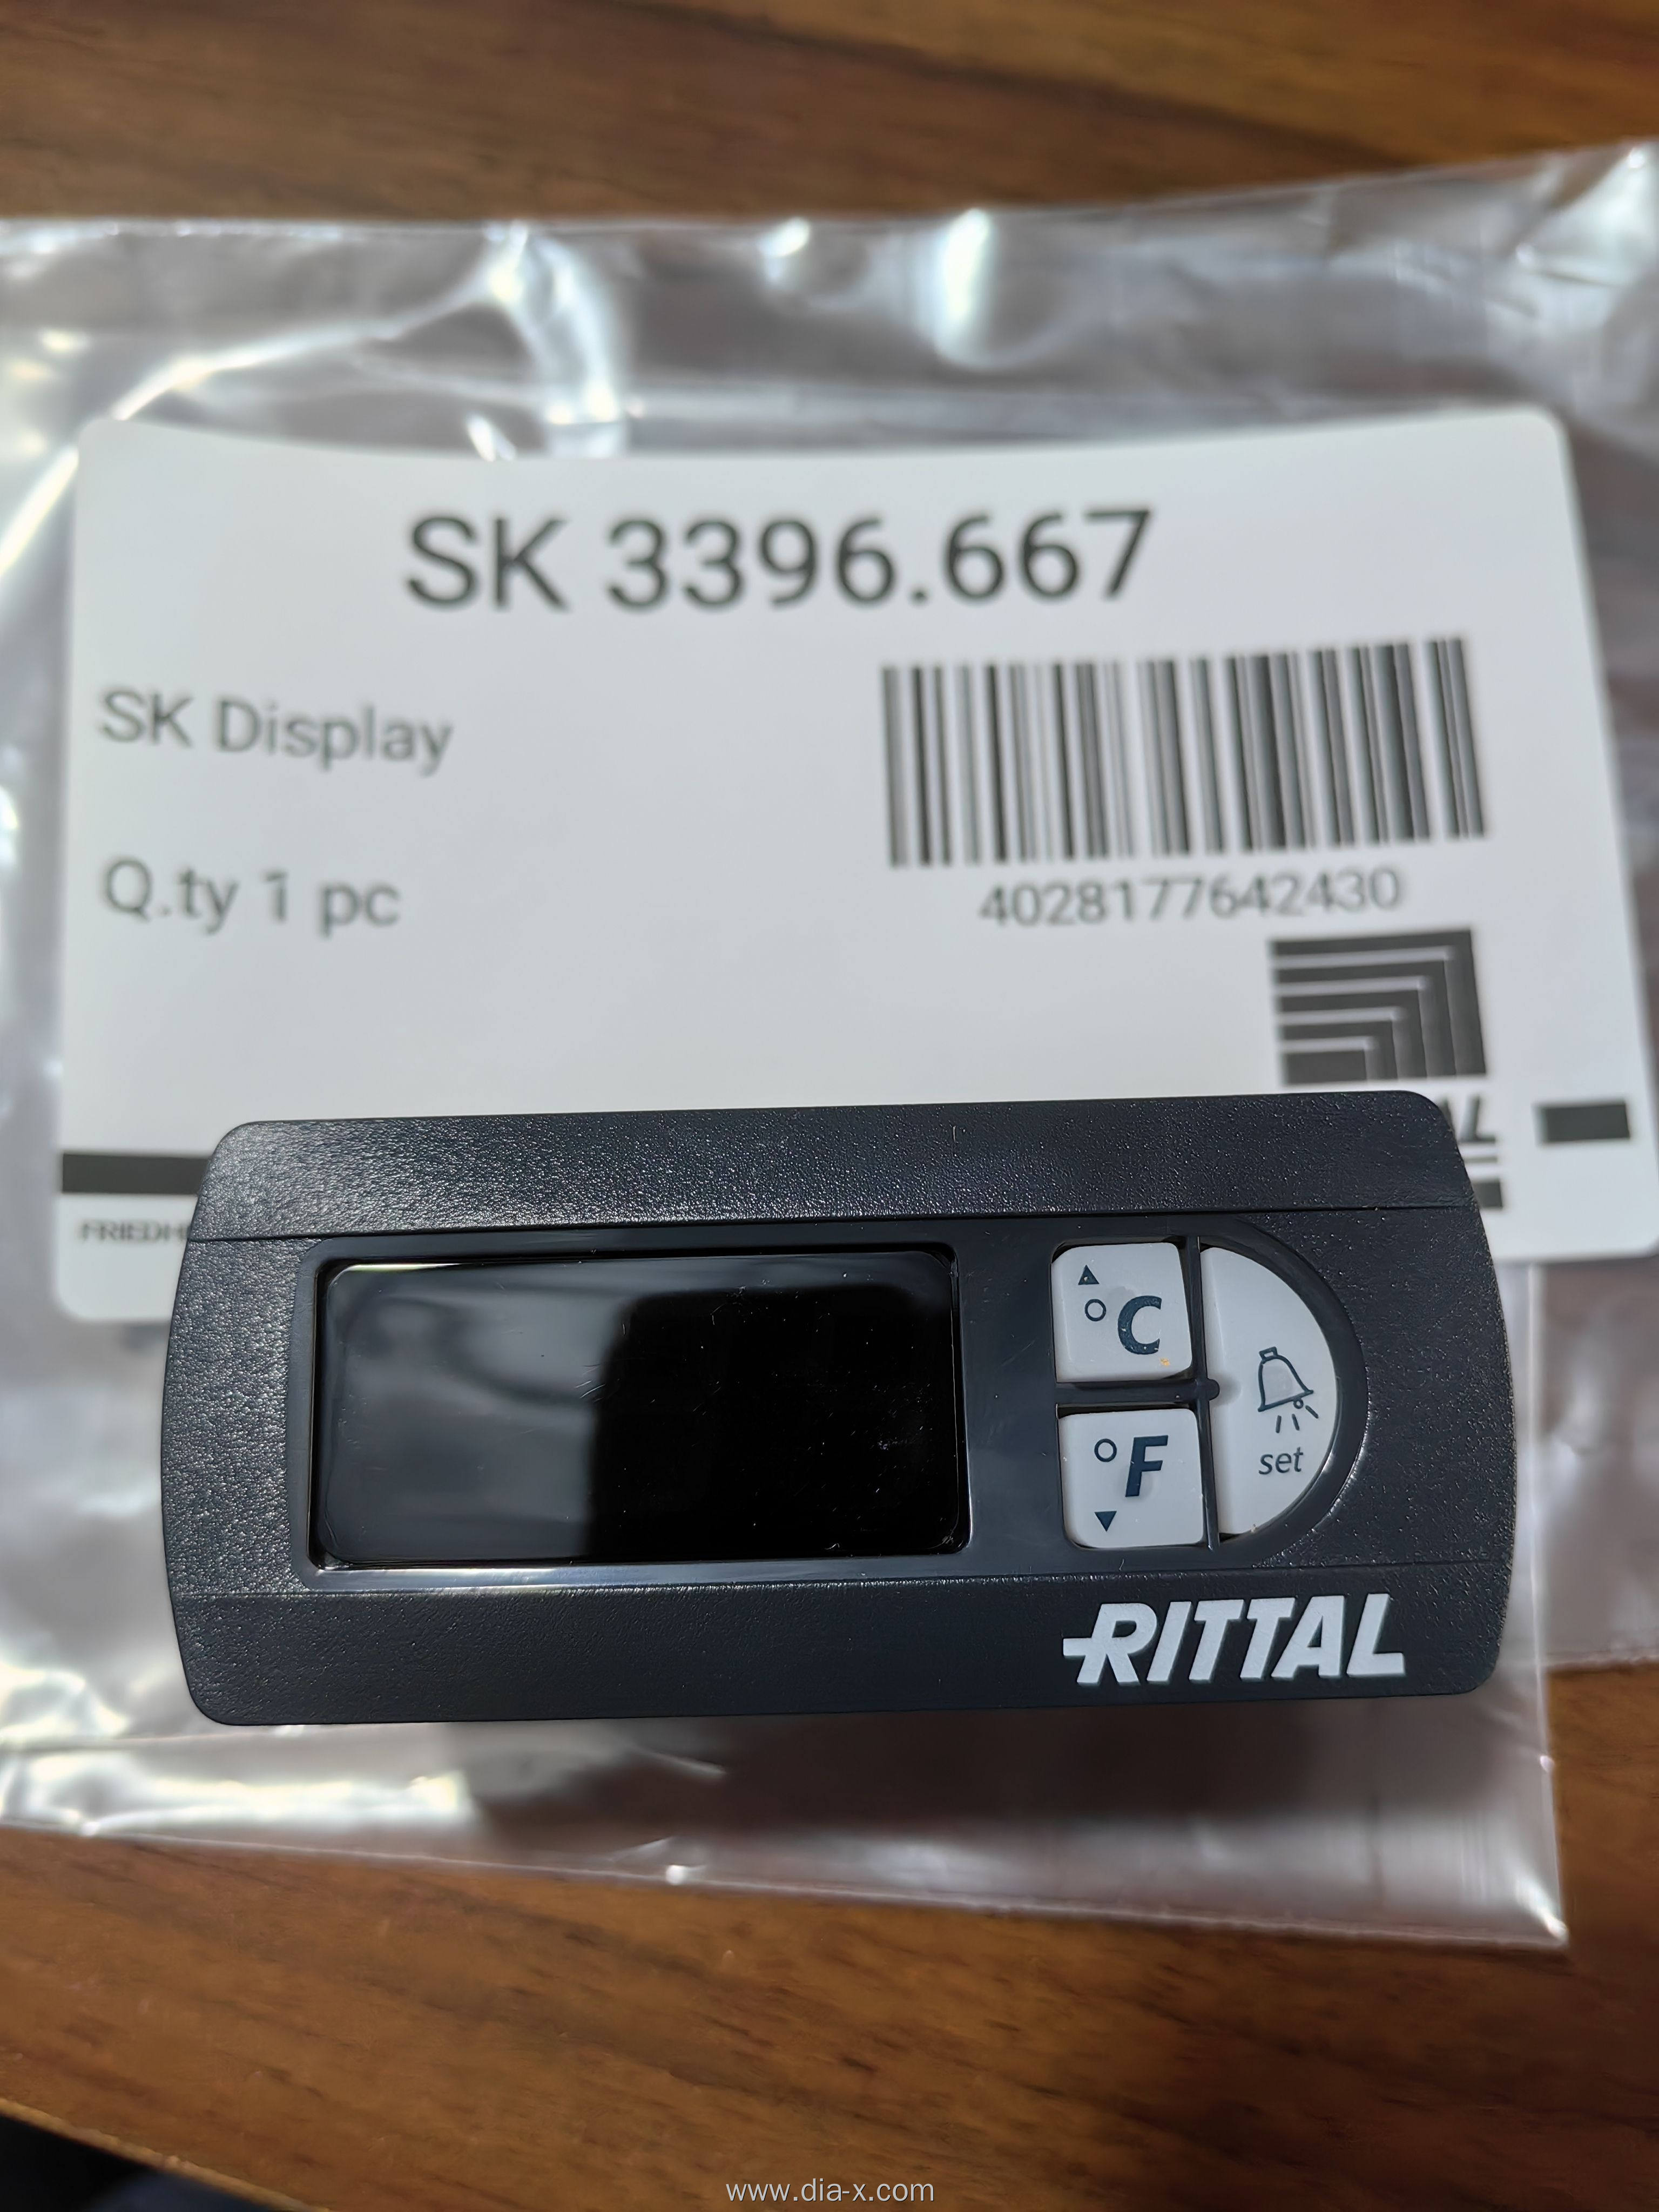 SK 3396.667
SK Display
Q.ty 1 pc
4028177642430
°C
°F
set
RITTAL
www.dia-x.com